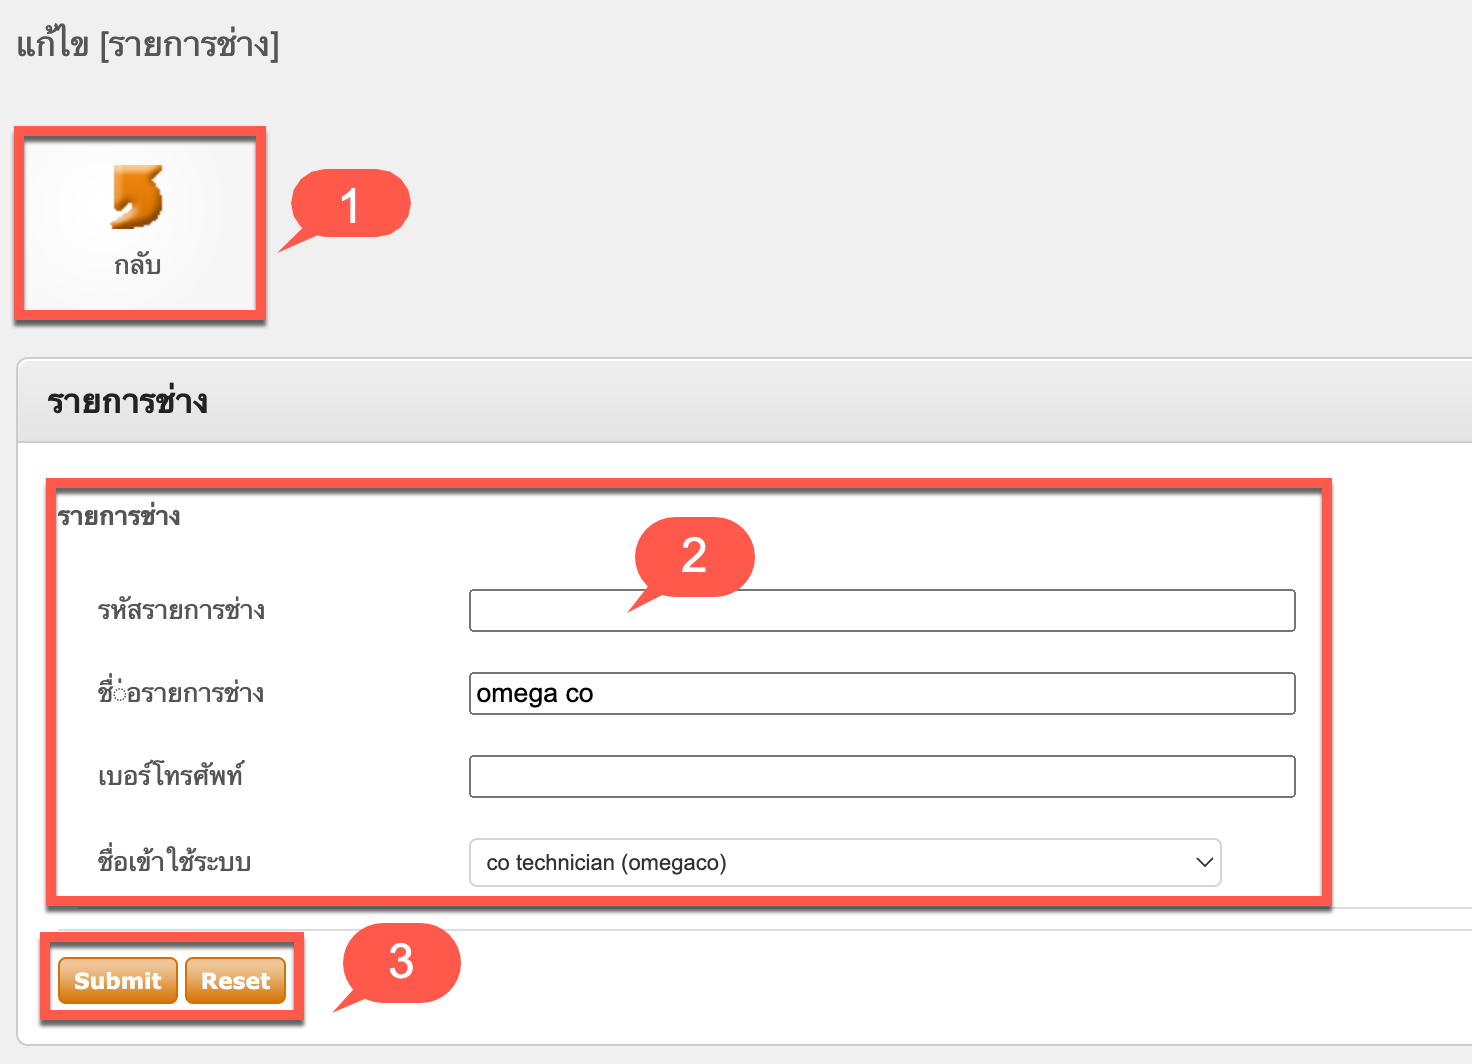 แก้ไข [รายการช่าง]
1
กลับ
รายการช่าง
รายการช่าง
2
รหัสรายการช่าง
ชื่่อรายการช่าง omega co
เบอร์โทรศัพท์
ชื่อเข้าใช้ระบบ co technician (omegaco)
3
Submit Reset